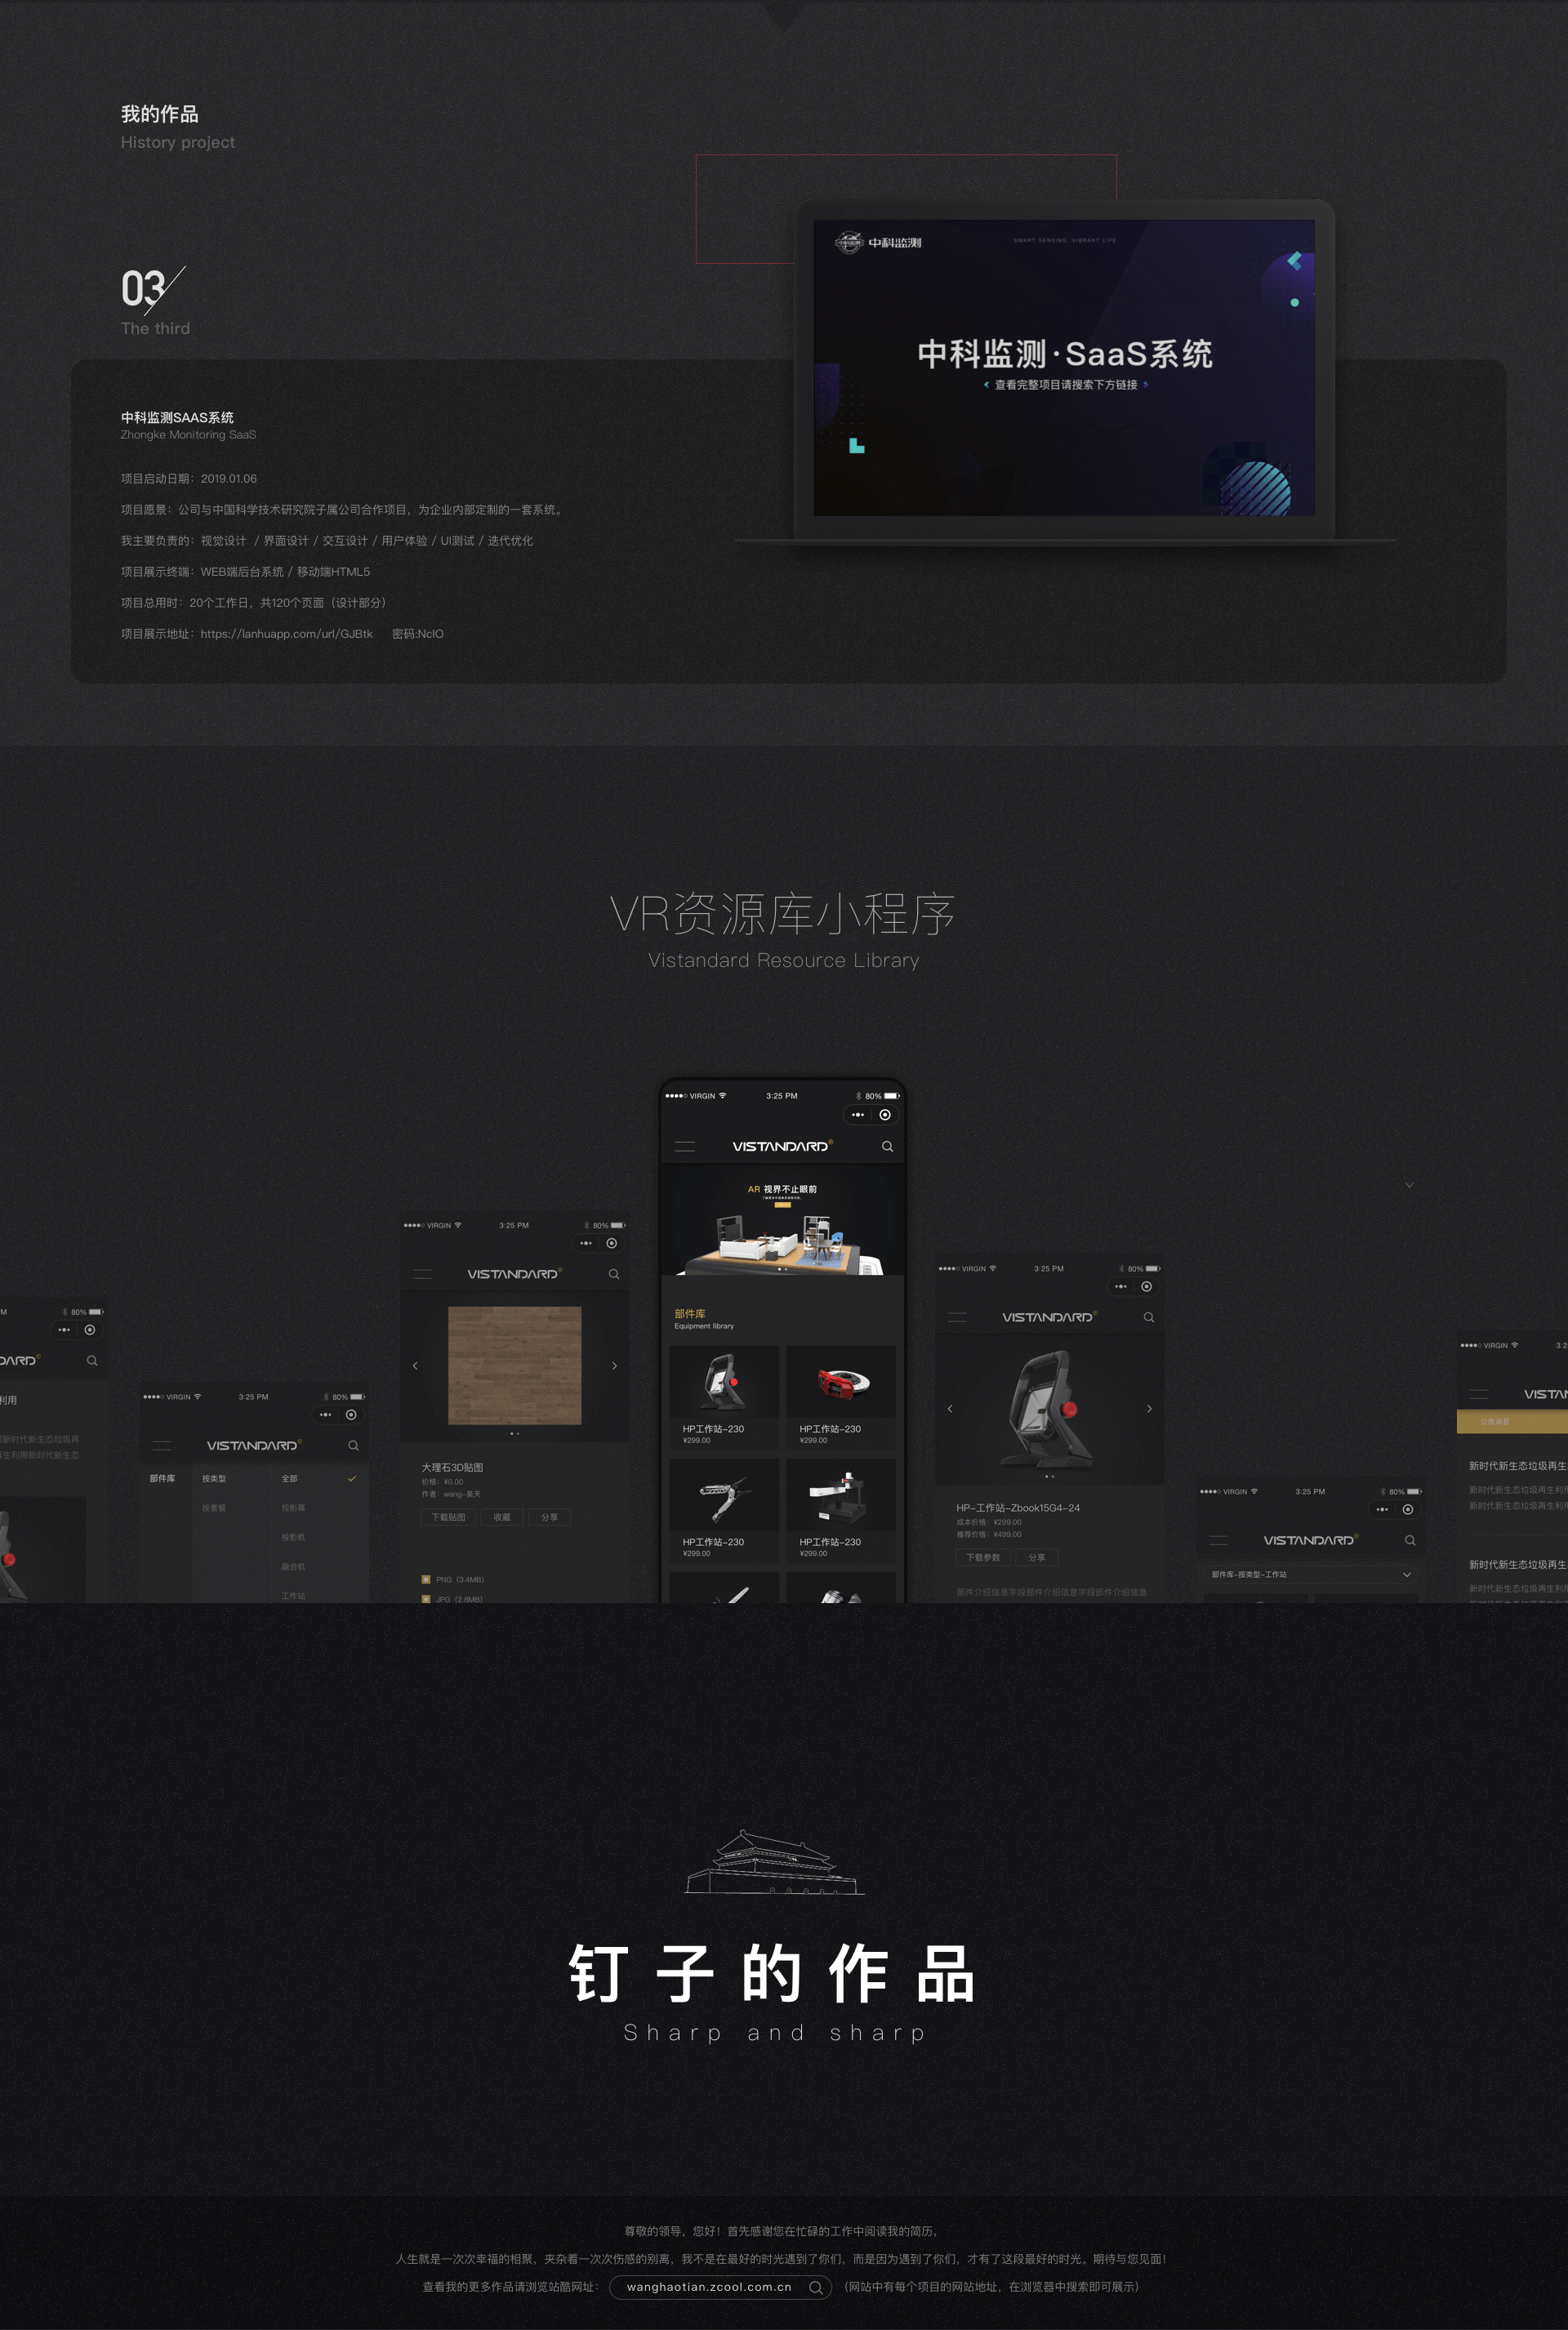 我的作品
History project
03
The third
中科监测
SMART SENSING, VIBRANT LIFE
中科监测·SaaS系统
查看完整项目请搜索下方链接
中科监测SAAS系统
Zhongke Monitoring SaaS
项目启动日期：2019.01.06
项目愿景：公司与中国科学技术研究院子属公司合作项目，为企业内部定制的一套系统。
我主要负责的：视觉设计 / 界面设计 / 交互设计 / 用户体验 / UI测试 / 迭代优化
项目展示终端：WEB端后台系统 / 移动端HTML5
项目总用时：20个工作日，共120个页面（设计部分）
项目展示地址：https://lanhuapp.com/url/GJBtk 密码:NclO
VR资源库小程序
Vistandard Resource Library
VIRGIN 3:25 PM 80%
VISTANDARD®
AR 视界不止眼前
部件库
Equipment library
HP工作站-230
¥299.00
HP工作站-230
¥299.00
HP工作站-230
¥299.00
HP工作站-230
¥299.00
VIRGIN 3:25 PM 80%
VISTANDARD®
大理石3D贴图
价格：¥0.00
作者：wang-昊天
下载贴图 收藏 分享
PNG（3.4MB）
JPG（2.8MB）
VIRGIN 3:25 PM 80%
VISTANDARD®
HP-工作站-Zbook15G4-24
成本价格：¥299.00
推荐价格：¥499.00
下载参数 分享
部件介绍信息字段部件介绍信息字段部件介绍信息
M 80%
DARD®
利用
新时代新生态垃圾再
生利用新时代新生态
VIRGIN 3:25 PM 80%
VISTANDARD®
部件库 按类型 全部
按套餐 投影幕
投影机
融合机
工作站
VIRGIN 3:25 PM 80%
VISTANDARD®
部件库-按类型-工作站
VIRGIN 3:2
VISTAN
公告消息
新时代新生态垃圾再生
新时代新生态垃圾再生利用
新时代新生态垃圾再生利用
新时代新生态垃圾再生
新时代新生态垃圾再生利用
钉子的作品
Sharp and sharp
尊敬的领导，您好！首先感谢您在忙碌的工作中阅读我的简历，
人生就是一次次幸福的相聚，夹杂着一次次伤感的别离，我不是在最好的时光遇到了你们，而是因为遇到了你们，才有了这段最好的时光。期待与您见面！
查看我的更多作品请浏览站酷网址： wanghaotian.zcool.com.cn （网站中有每个项目的网站地址，在浏览器中搜索即可展示）